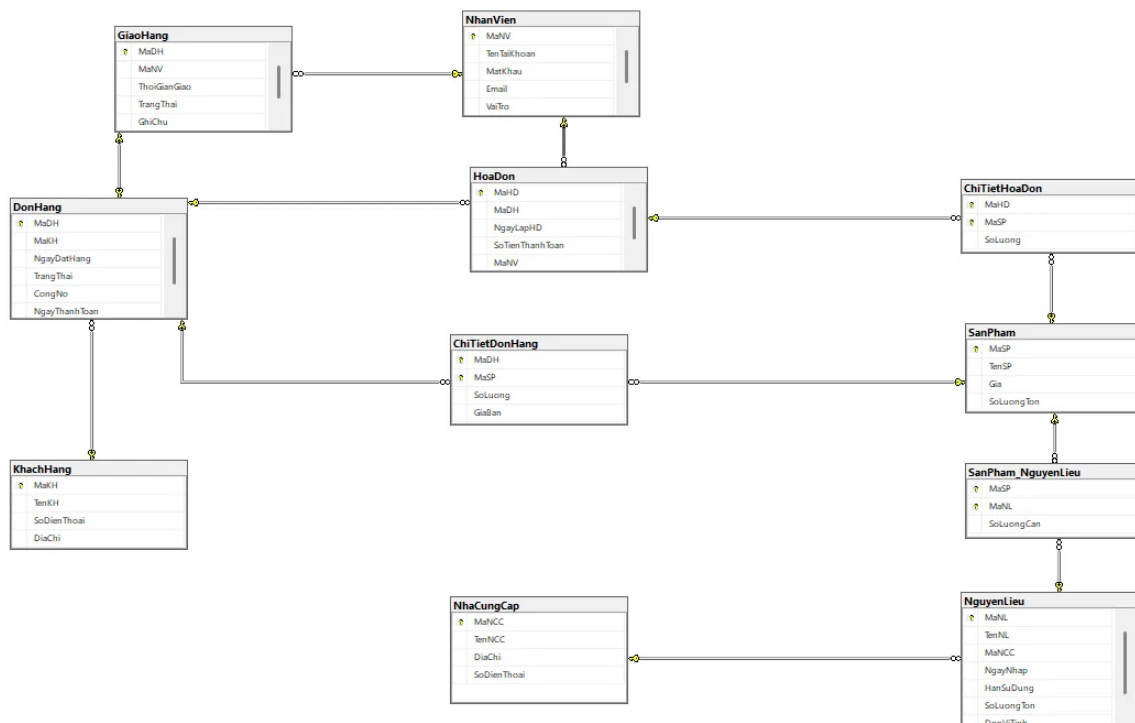 GiaoHang
MaDH
MaNV
ThoiGianGiao
TrangThai
GhiChu
NhanVien
MaNV
TenTaiKhoan
MatKhau
Email
VaiTro
DonHang
MaDH
MaKH
NgayDatHang
TrangThai
CongNo
NgayThanhToan
HoaDon
MaHD
MaDH
NgayLapHD
SoTienThanhToan
MaNV
ChiTietHoaDon
MaHD
MaSP
SoLuong
ChiTietDonHang
MaDH
MaSP
SoLuong
GiaBan
SanPham
MaSP
TenSP
Gia
SoLuongTon
KhachHang
MaKH
TenKH
SoDienThoai
DiaChi
SanPham_NguyenLieu
MaSP
MaNL
SoLuongCan
NhaCungCap
MaNCC
TenNCC
DiaChi
SoDienThoai
NguyenLieu
MaNL
TenNL
MaNCC
NgayNhap
HanSuDung
SoLuongTon
DonViTinh